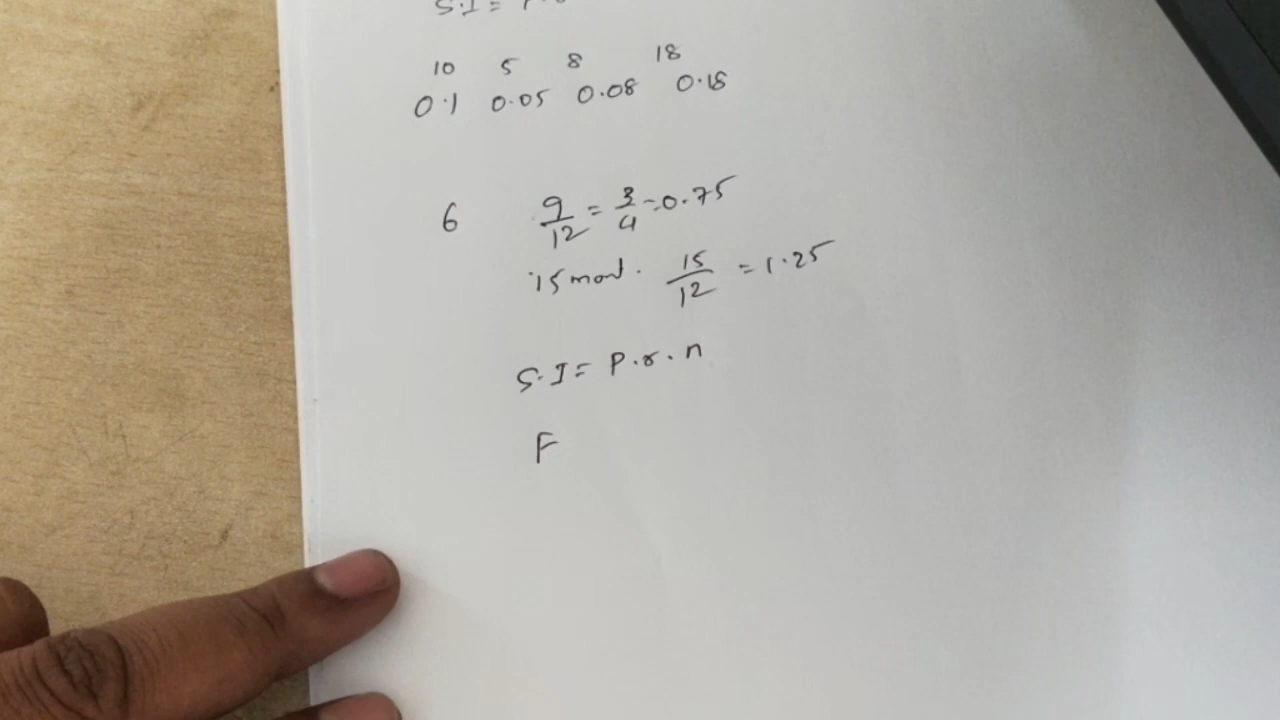 S.I =
10 5 8 18
0.1 0.05 0.08 0.18
6 9/12 = 3/4 = 0.75
15 mont. 15/12 = 1.25
S.I = P.r.n
F